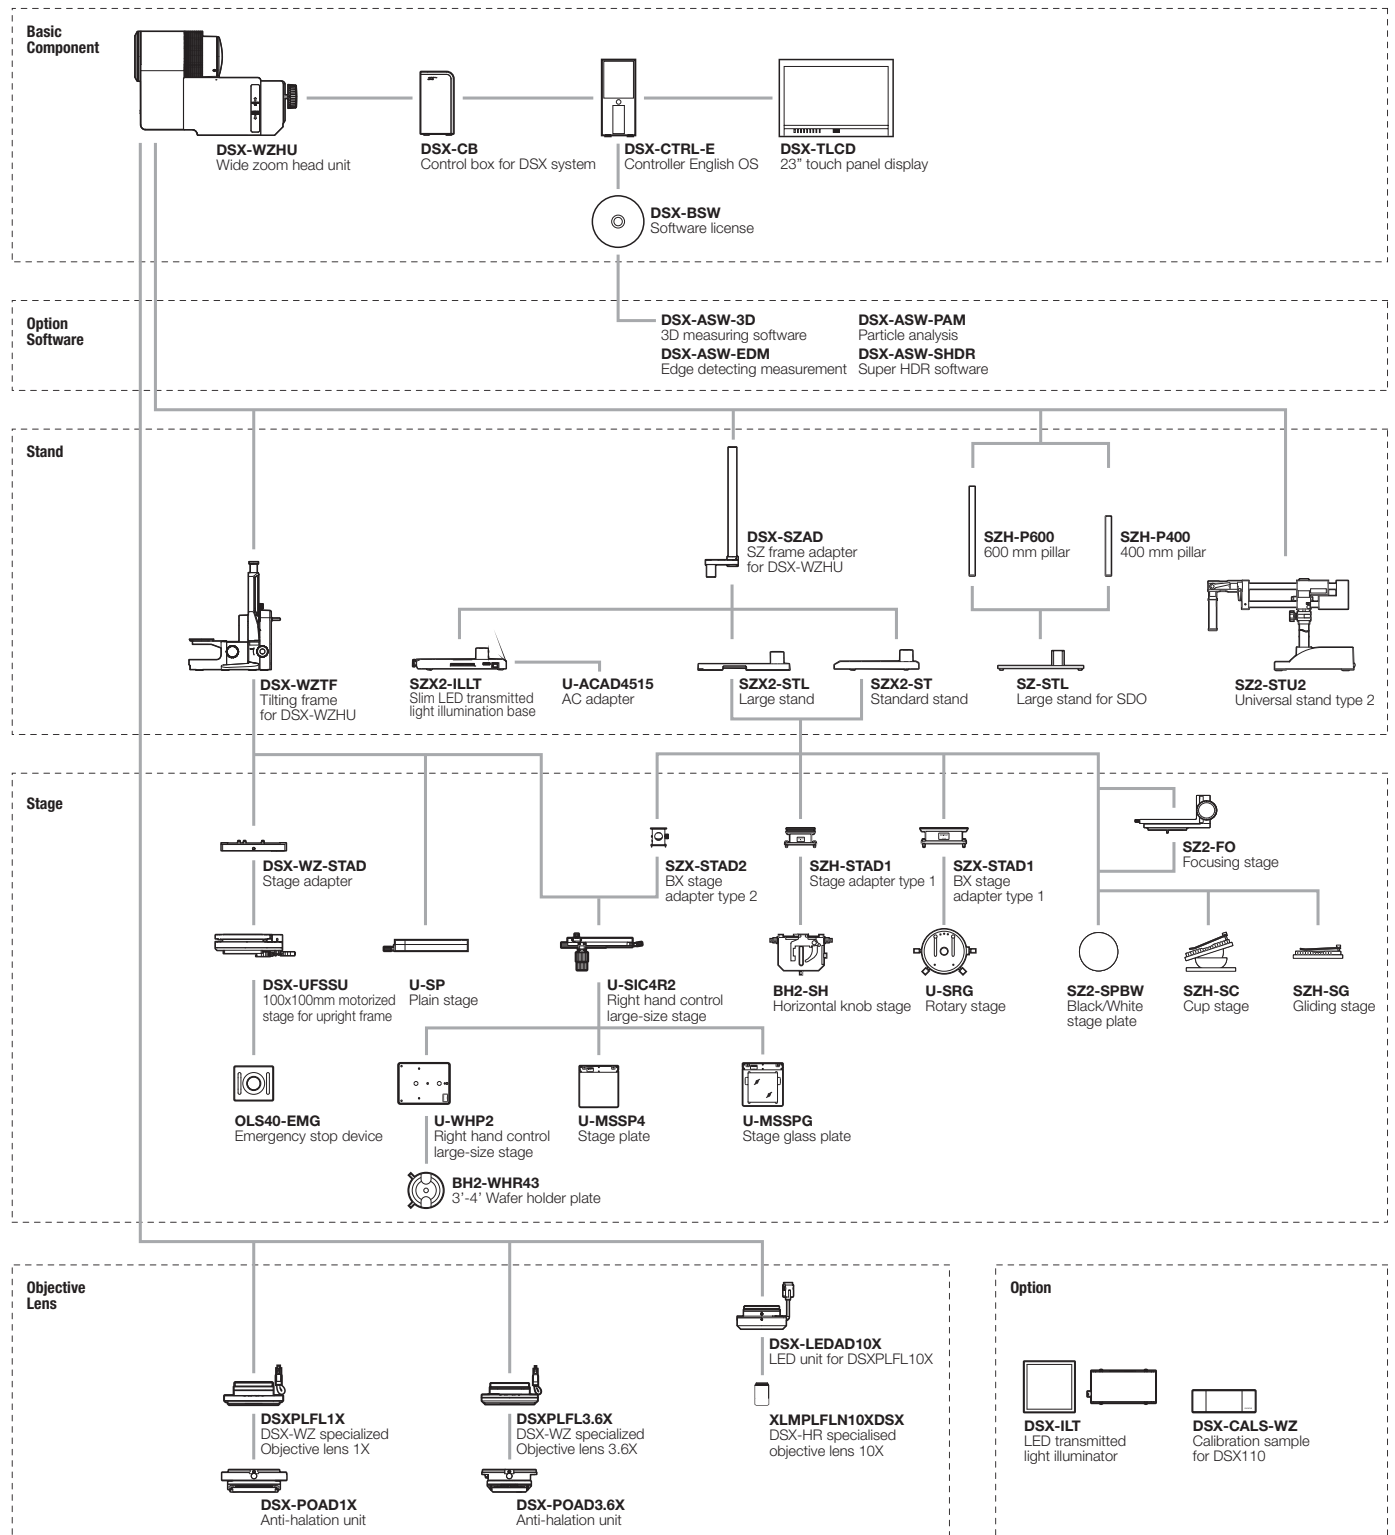 Basic
Component
DSX-WZHU
Wide zoom head unit
DSX-CB
Control box for DSX system
DSX-CTRL-E
Controller English OS
DSX-TLCD
23” touch panel display
DSX-BSW
Software license
Option
Software
DSX-ASW-3D
3D measuring software
DSX-ASW-PAM
Particle analysis
DSX-ASW-EDM
Edge detecting measurement
DSX-ASW-SHDR
Super HDR software
Stand
DSX-SZAD
SZ frame adapter
for DSX-WZHU
SZH-P600
600 mm pillar
SZH-P400
400 mm pillar
DSX-WZTF
Tilting frame
for DSX-WZHU
SZX2-ILLT
Slim LED transmitted
light illumination base
U-ACAD4515
AC adapter
SZX2-STL
Large stand
SZX2-ST
Standard stand
SZ-STL
Large stand for SDO
SZ2-STU2
Universal stand type 2
Stage
DSX-WZ-STAD
Stage adapter
SZX-STAD2
BX stage
adapter type 2
SZH-STAD1
Stage adapter type 1
SZX-STAD1
BX stage
adapter type 1
SZ2-FO
Focusing stage
DSX-UFSSU
100x100mm motorized
stage for upright frame
U-SP
Plain stage
U-SIC4R2
Right hand control
large-size stage
BH2-SH
Horizontal knob stage
U-SRG
Rotary stage
SZ2-SPBW
Black/White
stage plate
SZH-SC
Cup stage
SZH-SG
Gliding stage
OLS40-EMG
Emergency stop device
U-WHP2
Right hand control
large-size stage
U-MSSP4
Stage plate
U-MSSPG
Stage glass plate
BH2-WHR43
3’-4’ Wafer holder plate
Objective
Lens
DSX-LEDAD10X
LED unit for DSXPLFL10X
DSXPLFL1X
DSX-WZ specialized
Objective lens 1X
DSXPLFL3.6X
DSX-WZ specialized
Objective lens 3.6X
XLMPLFLN10XDSX
DSX-HR specialised
objective lens 10X
DSX-POAD1X
Anti-halation unit
DSX-POAD3.6X
Anti-halation unit
Option
DSX-ILT
LED transmitted
light illuminator
DSX-CALS-WZ
Calibration sample
for DSX110